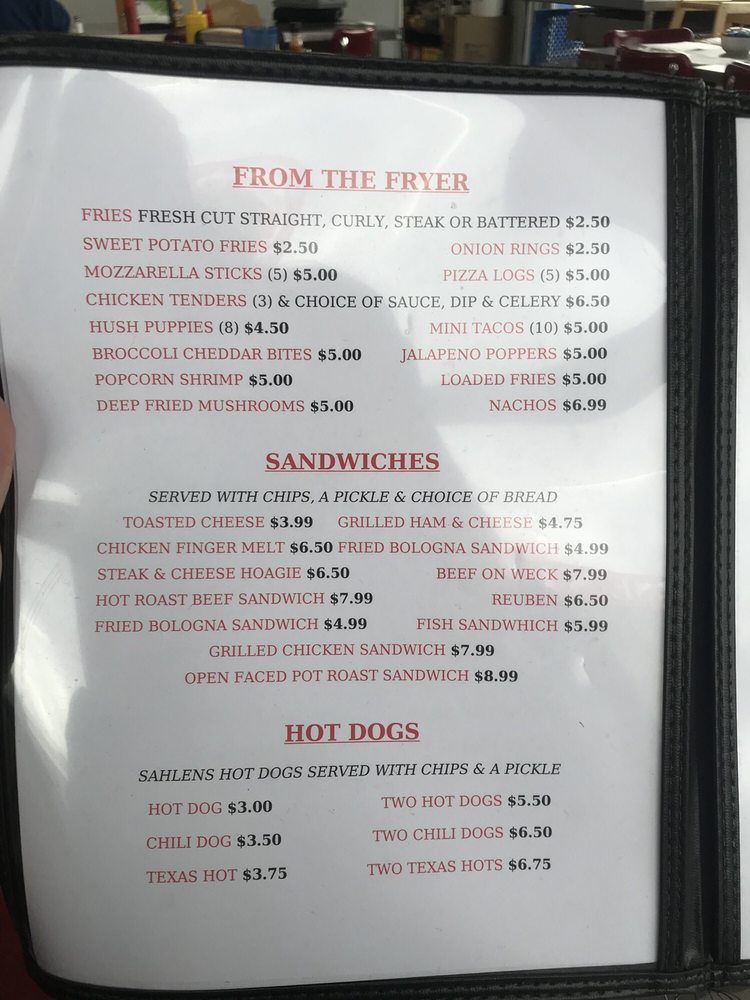 FROM THE FRYER
FRIES FRESH CUT STRAIGHT, CURLY, STEAK OR BATTERED $2.50
SWEET POTATO FRIES $2.50 ONION RINGS $2.50
MOZZARELLA STICKS (5) $5.00 PIZZA LOGS (5) $5.00
CHICKEN TENDERS (3) & CHOICE OF SAUCE, DIP & CELERY $6.50
HUSH PUPPIES (8) $4.50 MINI TACOS (10) $5.00
BROCCOLI CHEDDAR BITES $5.00 JALAPENO POPPERS $5.00
POPCORN SHRIMP $5.00 LOADED FRIES $5.00
DEEP FRIED MUSHROOMS $5.00 NACHOS $6.99
SANDWICHES
SERVED WITH CHIPS, A PICKLE & CHOICE OF BREAD
TOASTED CHEESE $3.99 GRILLED HAM & CHEESE $4.75
CHICKEN FINGER MELT $6.50 FRIED BOLOGNA SANDWICH $4.99
STEAK & CHEESE HOAGIE $6.50 BEEF ON WECK $7.99
HOT ROAST BEEF SANDWICH $7.99 REUBEN $6.50
FRIED BOLOGNA SANDWICH $4.99 FISH SANDWHICH $5.99
GRILLED CHICKEN SANDWICH $7.99
OPEN FACED POT ROAST SANDWICH $8.99
HOT DOGS
SAHLENS HOT DOGS SERVED WITH CHIPS & A PICKLE
HOT DOG $3.00 TWO HOT DOGS $5.50
CHILI DOG $3.50 TWO CHILI DOGS $6.50
TEXAS HOT $3.75 TWO TEXAS HOTS $6.75